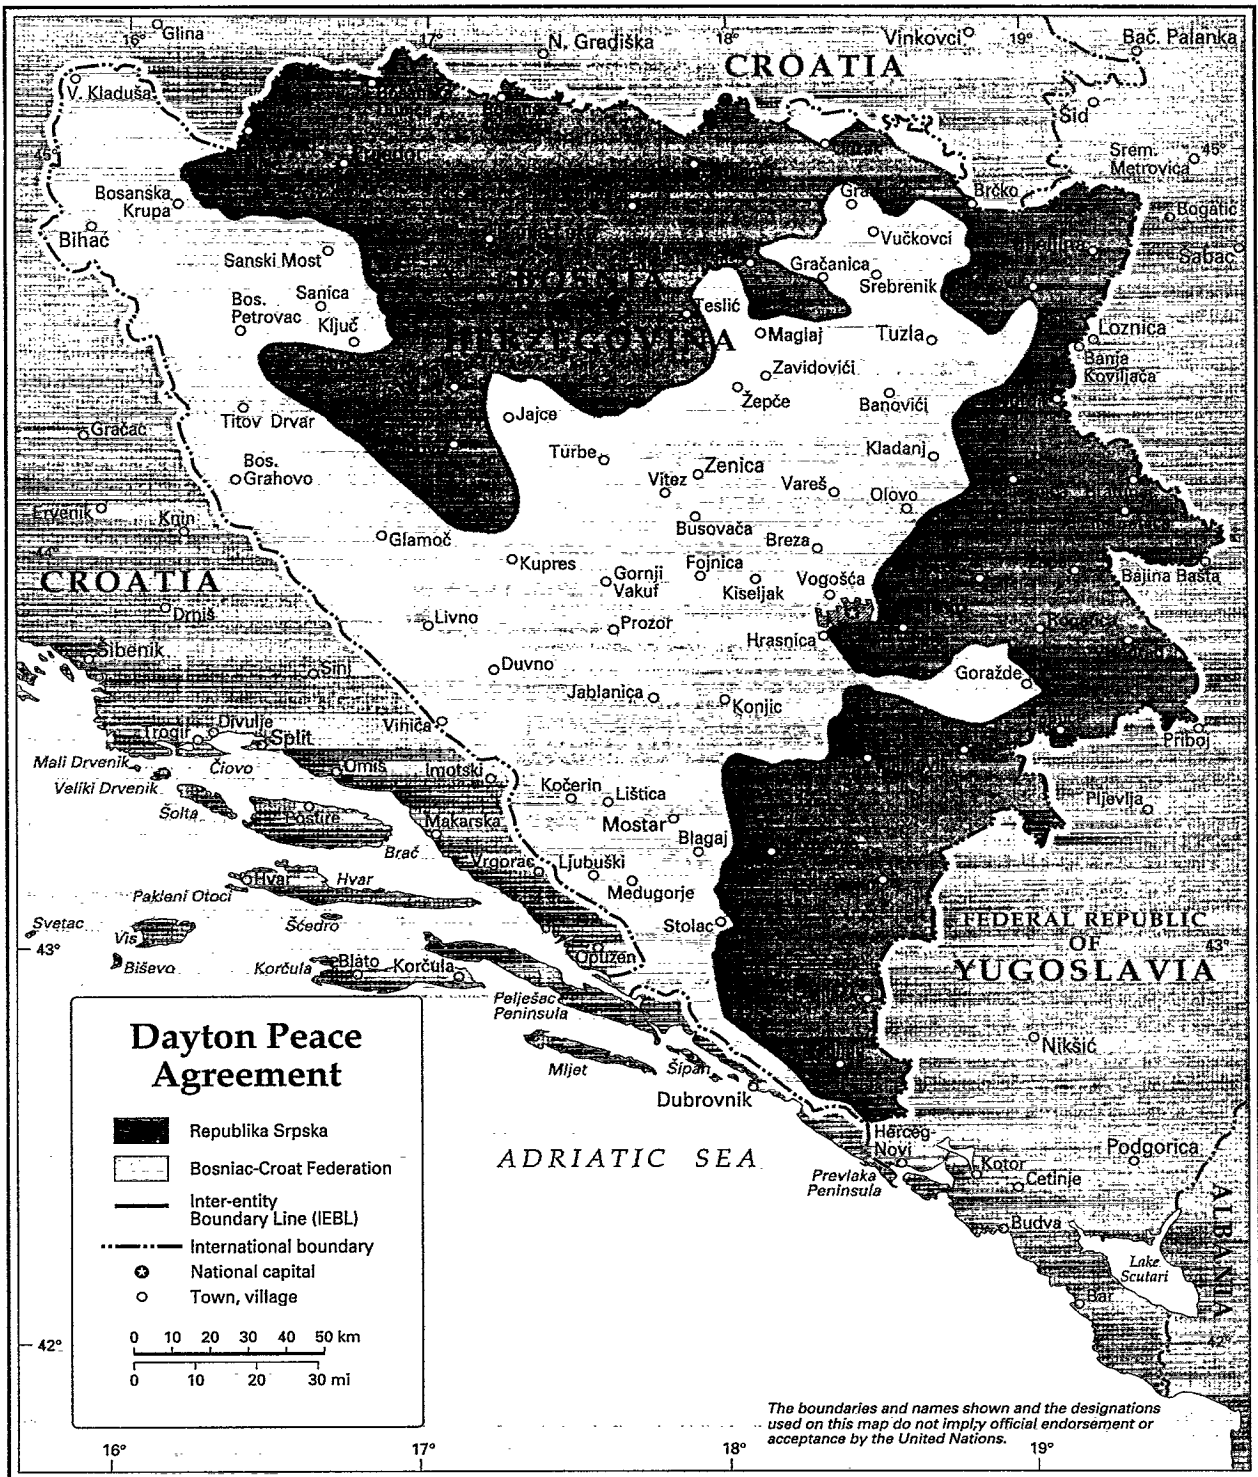 16°
Glina
17°
N. Gradiška
18°
Vinkovci
19°
Bač. Palanka
CROATIA
V. Kladuša
Šid
45°
Srem.
Metrovica
45°
Bosanska
Krupa
Brčko
Bogatić
Bihać
Vučkovci
Šabac
Sanski Most
Gračanica
Srebrenik
BOSNIA
Sanica
Bos.
Petrovac
Ključ
Teslić
Maglaj
Tuzla
Loznica
HERZEGOVINA
Banja
Koviljača
Zavidovići
Žepče
Banovići
Titov Drvar
Jajce
Gračac
Turbe
Kladanj
Bos.
Grahovo
Zenica
Vitez
Vareš
Olovo
Ervenik
Knin
Busovača
Glamoč
Breza
44°
Kupres
Fojnica
Vogošća
Bajina Bašta
CROATIA
Gornji
Vakuf
Kiseljak
Drniš
Livno
Prozor
Hrasnica
Šibenik
Sinj
Duvno
Goražde
Jablanica
Konjic
Divulje
Trogir
Split
Vinica
Priboj
Mali Drvenik
Čiovo
Omiš
Imotski
Veliki Drvenik
Kočerin
Lištica
Pljevlja
Šolta
Postire
Makarska
Mostar
Blagaj
Brač
Vrgorac
Ljubuški
Hvar
Hvar
Međugorje
Pakleni Otoci
Svetac
Šćedro
Stolac
FEDERAL REPUBLIC
OF
YUGOSLAVIA
Vis
43°
43°
Biševo
Korčula
Blato
Korčula
Opuzen
Pelješac
Peninsula
Nikšić
Mljet
Šipan
Dubrovnik
Herceg-
Novi
Podgorica
ADRIATIC SEA
Kotor
Prevlaka
Peninsula
Cetinje
ALBANIA
Budva
Lake
Scutari
Bar
42°
42°
Dayton Peace
Agreement
Republika Srpska
Bosniac-Croat Federation
Inter-entity
Boundary Line (IEBL)
International boundary
National capital
Town, village
0 10 20 30 40 50 km
0 10 20 30 mi
The boundaries and names shown and the designations
used on this map do not imply official endorsement or
acceptance by the United Nations.
16°
17°
18°
19°